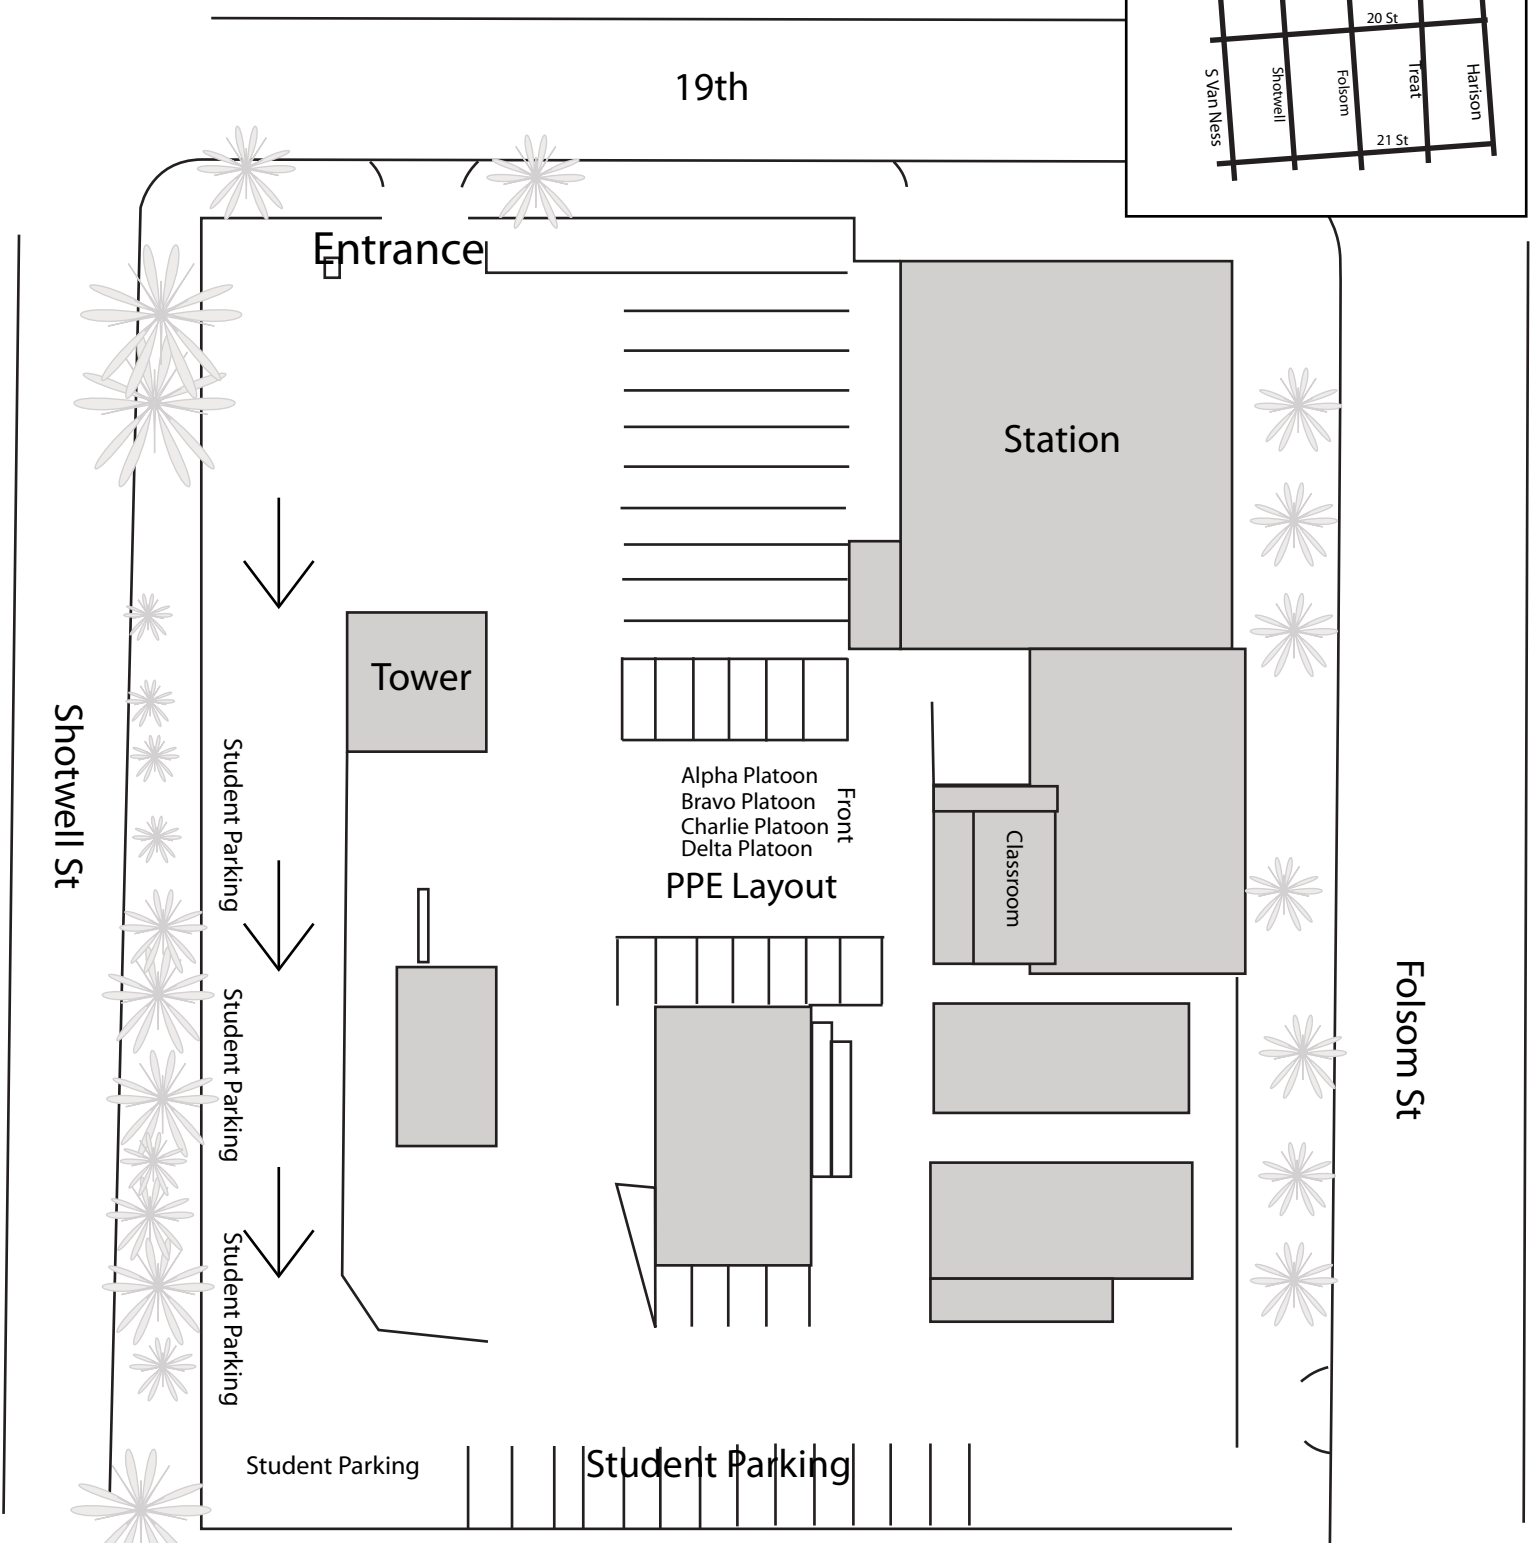 20 St
S Van Ness
Shotwell
Folsom
Treat
Harison
21 St
19th
Entrance
Station
Tower
Shotwell St
Student Parking
Alpha Platoon
Bravo Platoon
Charlie Platoon
Delta Platoon
Front
PPE Layout
Classroom
Folsom St
Student Parking
Student Parking
Student Parking
Student Parking